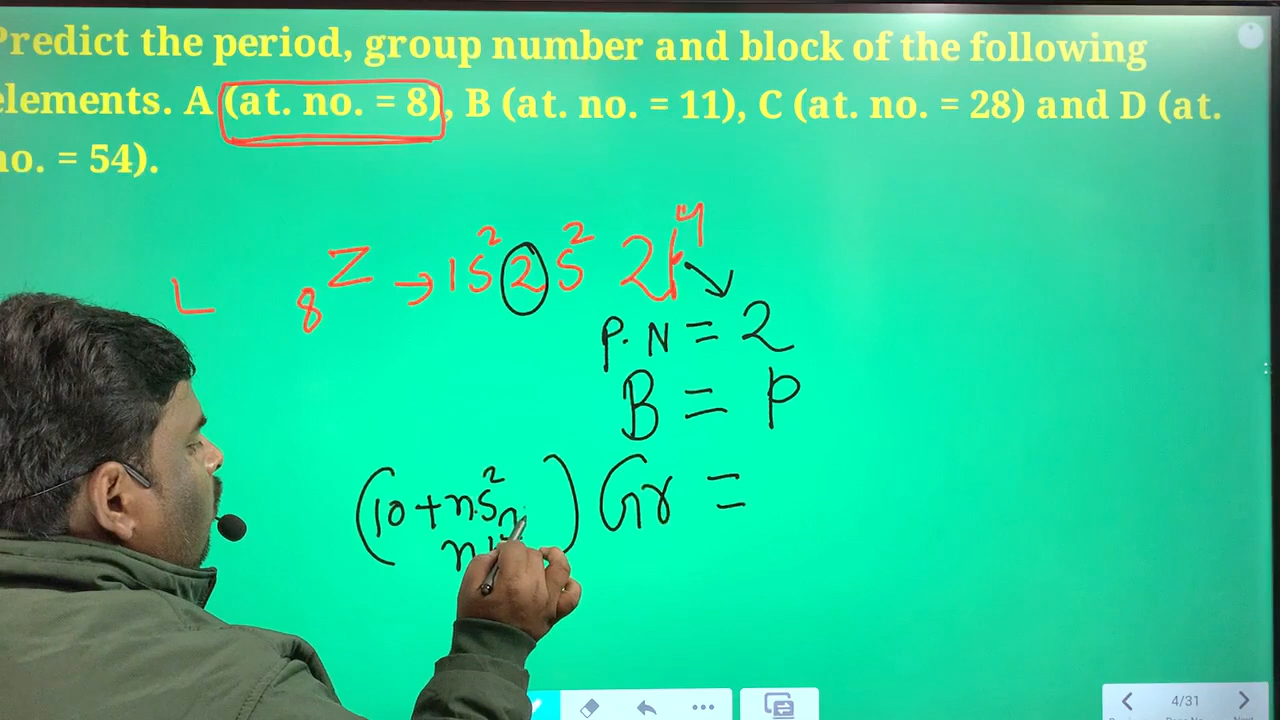 Predict the period, group number and block of the following
elements. A (at. no. = 8), B (at. no. = 11), C (at. no. = 28) and D (at.
no. = 54).
L ₈Z → 1s² 2s² 2p⁴
P.N = 2
B = P
(10 + ns² Gr =
4/31